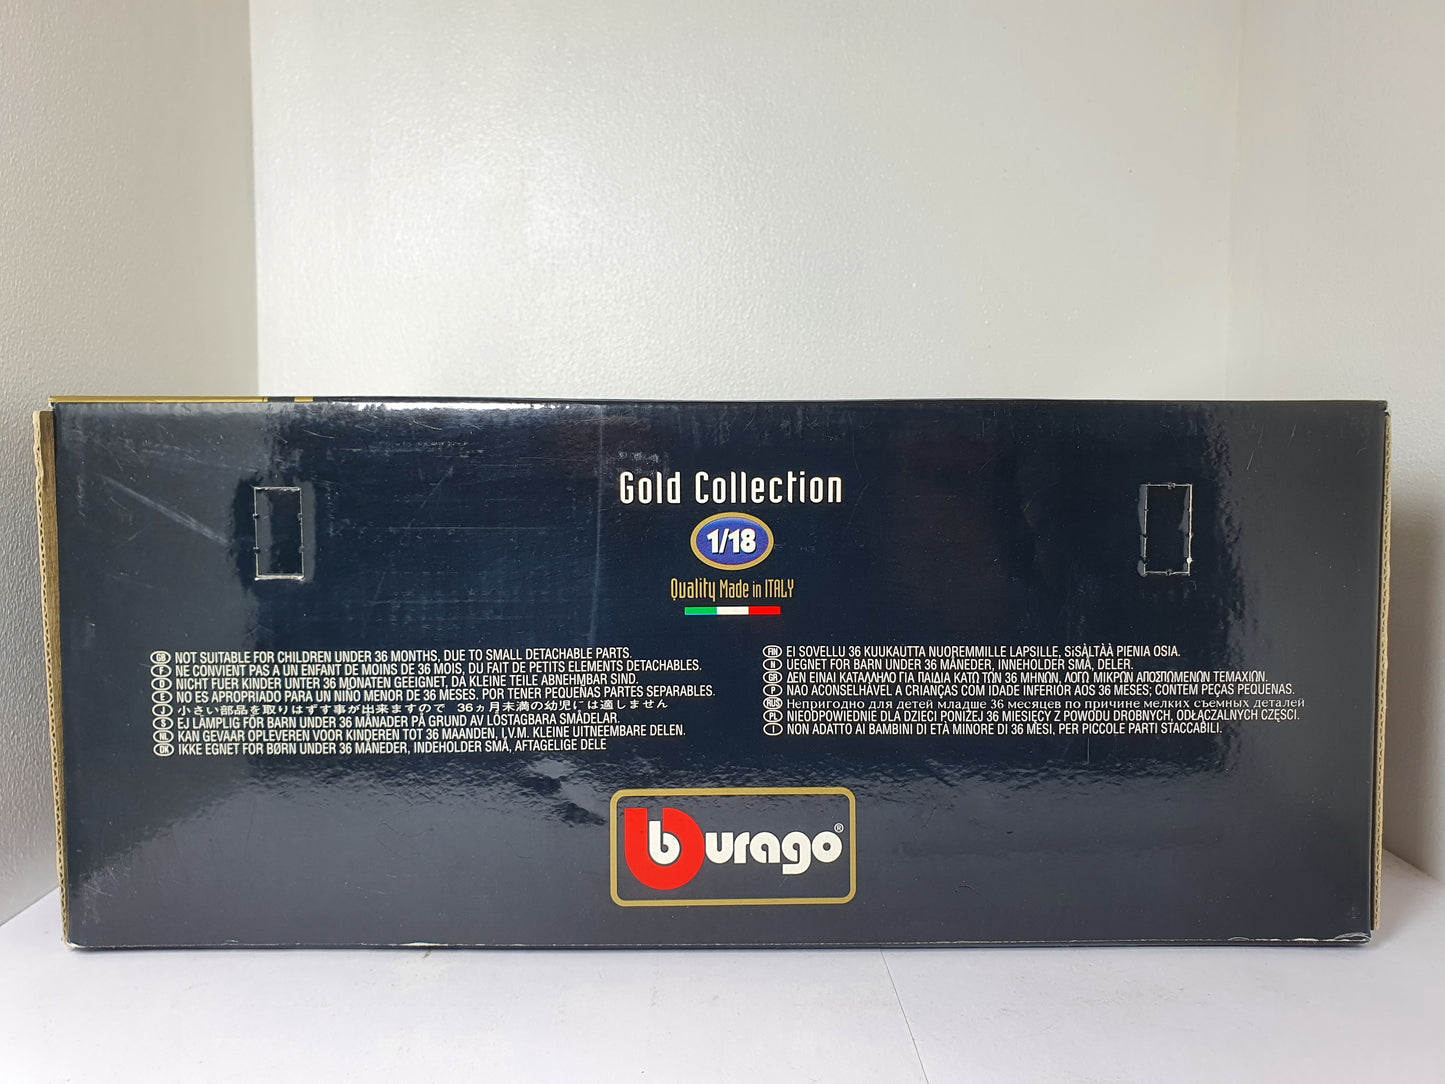 Gold Collection
1/18
Quality Made in ITALY
GB NOT SUITABLE FOR CHILDREN UNDER 36 MONTHS, DUE TO SMALL DETACHABLE PARTS.
F NE CONVIENT PAS A UN ENFANT DE MOINS DE 36 MOIS, DU FAIT DE PETITS ELEMENTS DETACHABLES.
D NICHT FUER KINDER UNTER 36 MONATEN GEEIGNET, DA KLEINE TEILE ABNEHMBAR SIND.
E NO ES APROPRIADO PARA UN NIÑO MENOR DE 36 MESES. POR TENER PEQUEÑAS PARTES SEPARABLES.
J 小さい部品を取りはずす事が出来ますので 36ヵ月未満の幼児には適しません
S EJ LÄMPLIG FÖR BARN UNDER 36 MÅNADER PÅ GRUND AV LÖSTAGBARA SMÅDELAR.
NL KAN GEVAAR OPLEVEREN VOOR KINDEREN TOT 36 MAANDEN, I.V.M. KLEINE UITNEEMBARE DELEN.
DK IKKE EGNET FOR BØRN UNDER 36 MÅNEDER, INDEHOLDER SMÅ, AFTAGELIGE DELE
FIN EI SOVELLU 36 KUUKAUTTA NUOREMMILLE LAPSILLE, SiSÀLTÀÀ PIENIA OSIA.
N UEGNET FOR BARN UNDER 36 MÅNEDER, INNEHOLDER SMÅ, DELER.
GR ΔΕΝ ΕΙΝΑΙ ΚΑΤΑΛΛΗΛΟ ΓΙΑ ΠΑΙΔΙΑ ΚΑΤΩ ΤΩΝ 36 ΜΗΝΩΝ, ΛΟΓΩ ΜΙΚΡΩΝ ΑΠΟΣΠΩΜΕΝΩΝ ΤΕΜΑΧΙΩΝ.
P NÃO ACONSELHÁVEL A CRIANÇAS COM IDADE INFERIOR AOS 36 MESES; CONTEM PEÇAS PEQUENAS.
RUS Непригодно для детей младше 36 месяцев по причине мелких съемных деталей
PL NIEODPOWIEDNIE DLA DZIECI PONIŻEJ 36 MIESIĘCY Z POWODU DROBNYCH, ODŁĄCZALNYCH CZĘSCI.
I NON ADATTO AI BAMBINI DI ETÀ MINORE DI 36 MESI, PER PICCOLE PARTI STACCABILI.
burago®